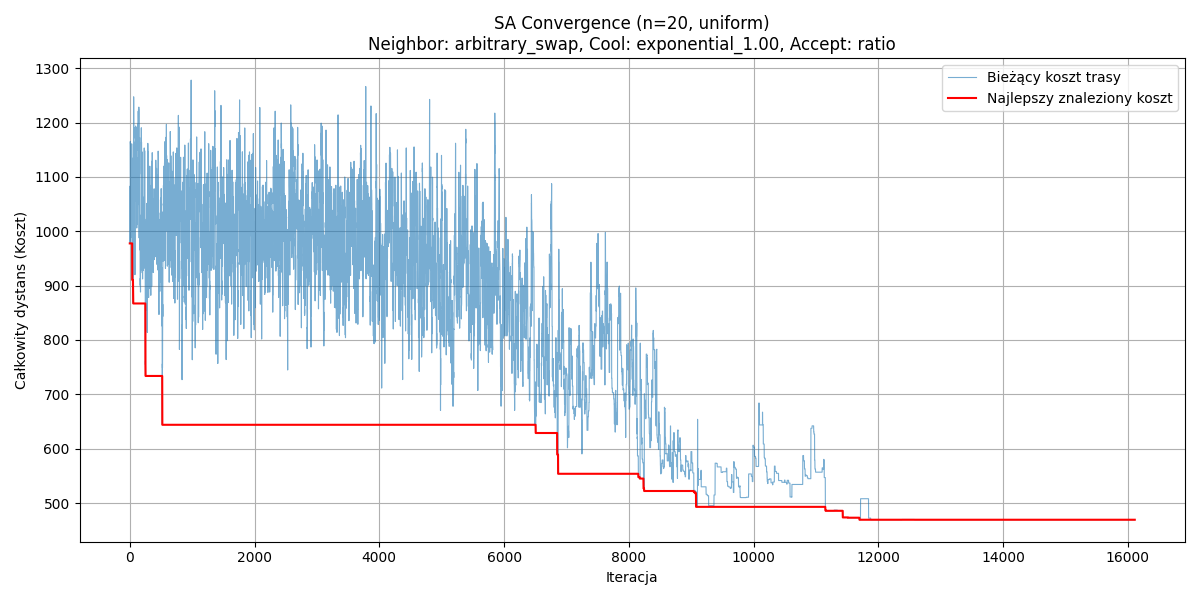 SA Convergence (n=20, uniform)
Neighbor: arbitrary_swap, Cool: exponential_1.00, Accept: ratio
Bieżący koszt trasy
Najlepszy znaleziony koszt
Całkowity dystans (Koszt)
1300
1200
1100
1000
900
800
700
600
500
0 2000 4000 6000 8000 10000 12000 14000 16000
Iteracja